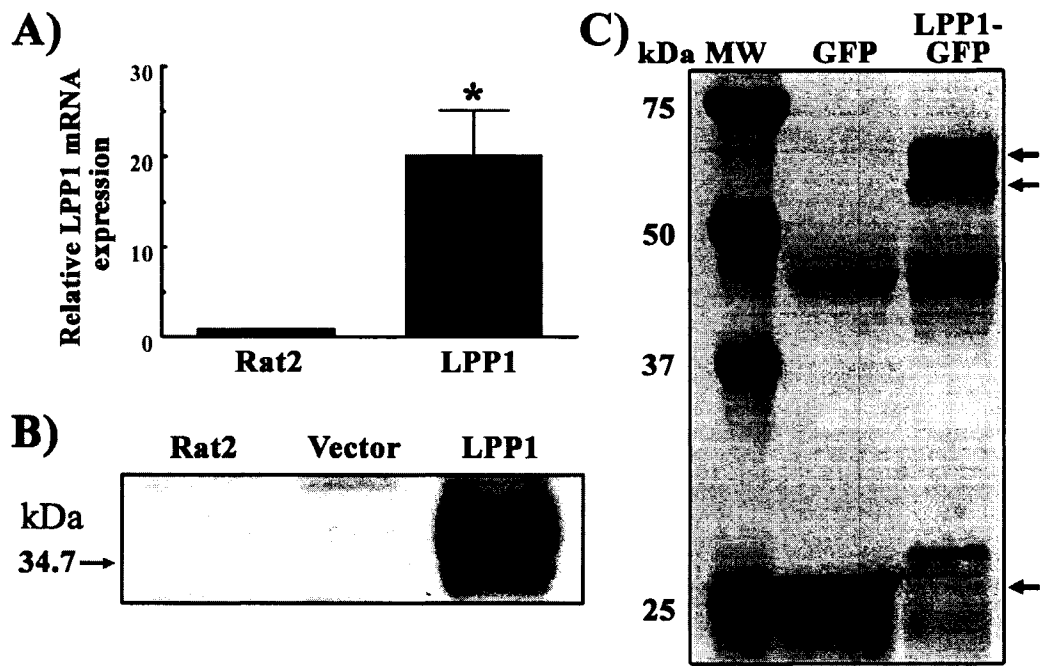 A)
Relative LPP1 mRNA
expression
30
20
10
0
*
Rat2 LPP1
B)
Rat2 Vector LPP1
kDa
34.7
C)
kDa MW GFP LPP1-
GFP
75
50
37
25